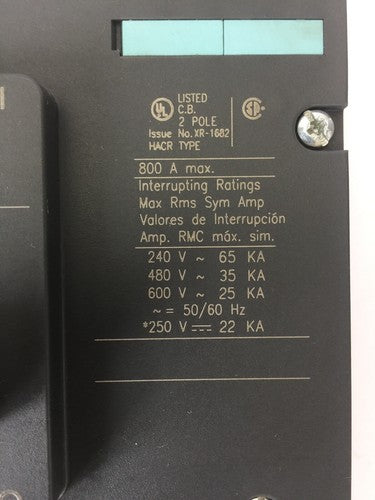 UL LISTED
C.B.
2 POLE
Issue No. XR-1682
HACR TYPE
SA
800 A max.
Interrupting Ratings
Max Rms Sym Amp
Valores de Interrupción
Amp. RMC máx. sim.
240 V ~ 65 KA
480 V ~ 35 KA
600 V ~ 25 KA
~ = 50/60 Hz
*250 V ⎓ 22 KA